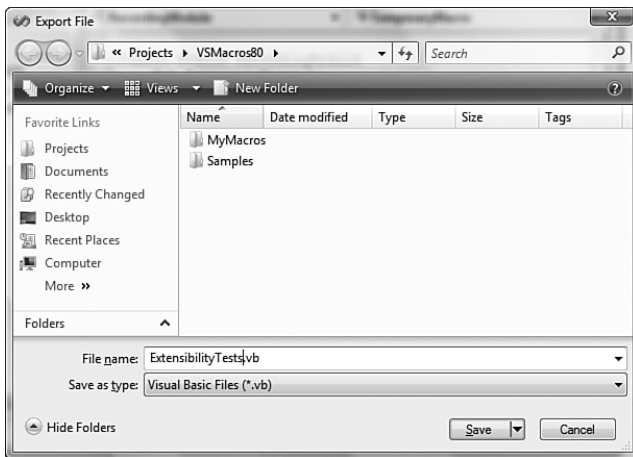 Export File
« Projects ▸ VSMacros80 ▸
Search
Organize ▾ Views ▾ New Folder
Favorite Links
Projects
Documents
Recently Changed
Desktop
Recent Places
Computer
More »
Folders
Name Date modified Type Size Tags
MyMacros
Samples
File name: ExtensibilityTests.vb
Save as type: Visual Basic Files (*.vb)
Hide Folders
Save Cancel